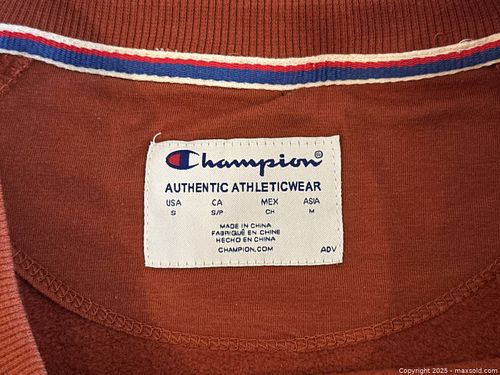 Champion®
AUTHENTIC ATHLETICWEAR
USA CA MEX ASIA
S S/P CH M
MADE IN CHINA
FABRIQUÉ EN CHINE
HECHO EN CHINA
CHAMPION.COM ADV
Copyright 2025 - maxsold.com